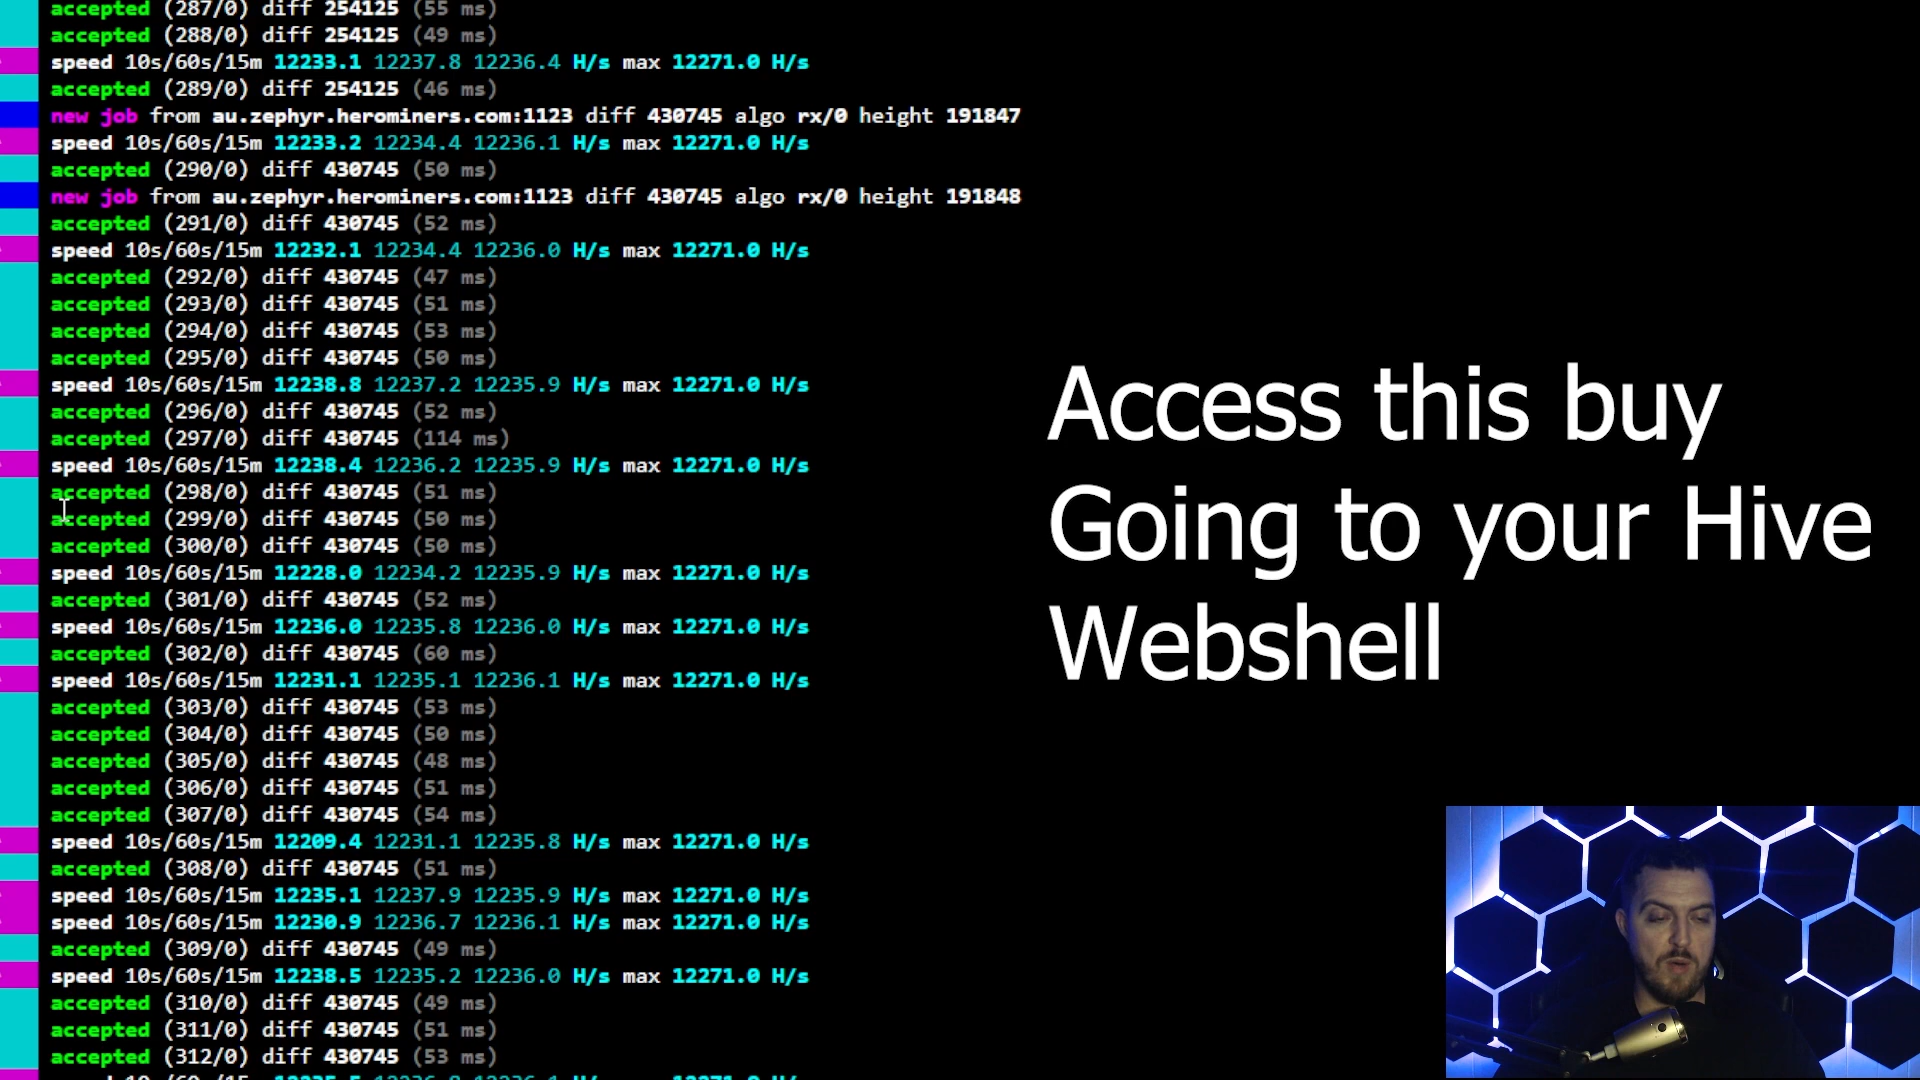 accepted (287/0) diff 254125 (55 ms)
accepted (288/0) diff 254125 (49 ms)
speed 10s/60s/15m 12233.1 12237.8 12236.4 H/s max 12271.0 H/s
accepted (289/0) diff 254125 (46 ms)
new job from au.zephyr.herominers.com:1123 diff 430745 algo rx/0 height 191847
speed 10s/60s/15m 12233.2 12234.4 12236.1 H/s max 12271.0 H/s
accepted (290/0) diff 430745 (50 ms)
new job from au.zephyr.herominers.com:1123 diff 430745 algo rx/0 height 191848
accepted (291/0) diff 430745 (52 ms)
speed 10s/60s/15m 12232.1 12234.4 12236.0 H/s max 12271.0 H/s
accepted (292/0) diff 430745 (47 ms)
accepted (293/0) diff 430745 (51 ms)
accepted (294/0) diff 430745 (53 ms)
accepted (295/0) diff 430745 (50 ms)
speed 10s/60s/15m 12238.8 12237.2 12235.9 H/s max 12271.0 H/s
accepted (296/0) diff 430745 (52 ms)
accepted (297/0) diff 430745 (114 ms)
speed 10s/60s/15m 12238.4 12236.2 12235.9 H/s max 12271.0 H/s
accepted (298/0) diff 430745 (51 ms)
accepted (299/0) diff 430745 (50 ms)
accepted (300/0) diff 430745 (50 ms)
speed 10s/60s/15m 12228.0 12234.2 12235.9 H/s max 12271.0 H/s
accepted (301/0) diff 430745 (52 ms)
speed 10s/60s/15m 12236.0 12235.8 12236.0 H/s max 12271.0 H/s
accepted (302/0) diff 430745 (60 ms)
speed 10s/60s/15m 12231.1 12235.1 12236.1 H/s max 12271.0 H/s
accepted (303/0) diff 430745 (53 ms)
accepted (304/0) diff 430745 (50 ms)
accepted (305/0) diff 430745 (48 ms)
accepted (306/0) diff 430745 (51 ms)
accepted (307/0) diff 430745 (54 ms)
speed 10s/60s/15m 12209.4 12231.1 12235.8 H/s max 12271.0 H/s
accepted (308/0) diff 430745 (51 ms)
speed 10s/60s/15m 12235.1 12237.9 12235.9 H/s max 12271.0 H/s
speed 10s/60s/15m 12230.9 12236.7 12236.1 H/s max 12271.0 H/s
accepted (309/0) diff 430745 (49 ms)
speed 10s/60s/15m 12238.5 12235.2 12236.0 H/s max 12271.0 H/s
accepted (310/0) diff 430745 (49 ms)
accepted (311/0) diff 430745 (51 ms)
accepted (312/0) diff 430745 (53 ms)
Access this buy
Going to your Hive
Webshell